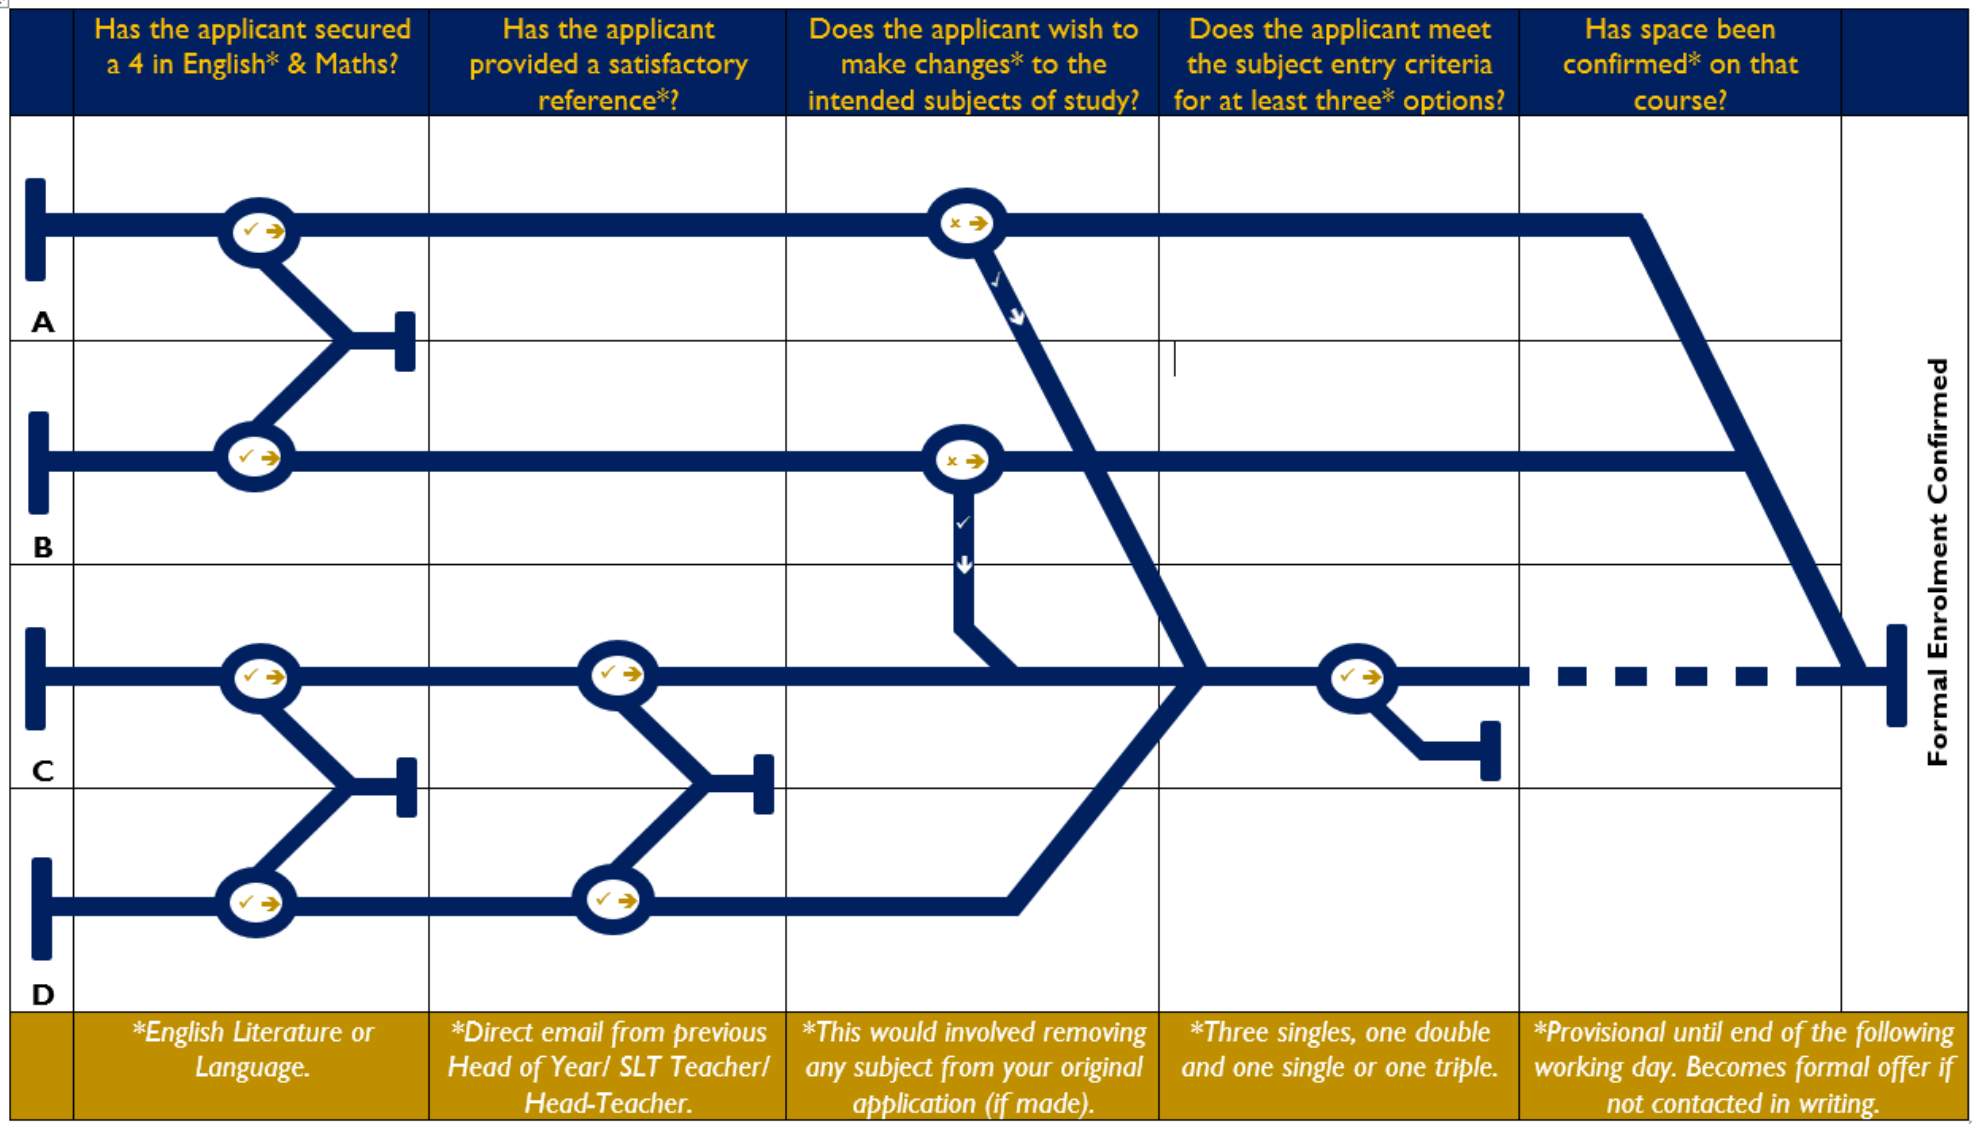 Has the applicant secured
a 4 in English* & Maths?
Has the applicant
provided a satisfactory
reference*?
Does the applicant wish to
make changes* to the
intended subjects of study?
Does the applicant meet
the subject entry criteria
for at least three* options?
Has space been
confirmed* on that
course?
A
B
C
D
Formal Enrolment Confirmed
*English Literature or
Language.
*Direct email from previous
Head of Year/ SLT Teacher/
Head-Teacher.
*This would involved removing
any subject from your original
application (if made).
*Three singles, one double
and one single or one triple.
*Provisional until end of the following
working day. Becomes formal offer if
not contacted in writing.